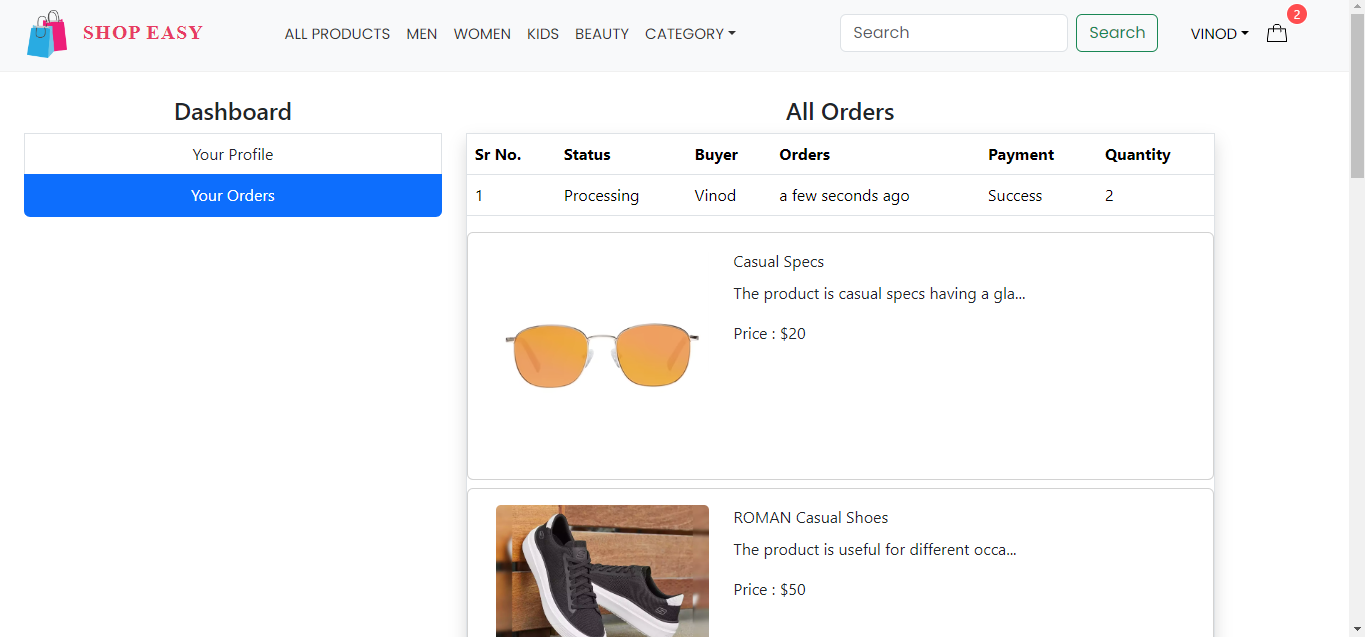 SHOP EASY ALL PRODUCTS MEN WOMEN KIDS BEAUTY CATEGORY Search Search VINOD 2
Dashboard
Your Profile
Your Orders
All Orders
Sr No. Status Buyer Orders Payment Quantity
1 Processing Vinod a few seconds ago Success 2
Casual Specs
The product is casual specs having a gla...
Price : $20
ROMAN Casual Shoes
The product is useful for different occa...
Price : $50